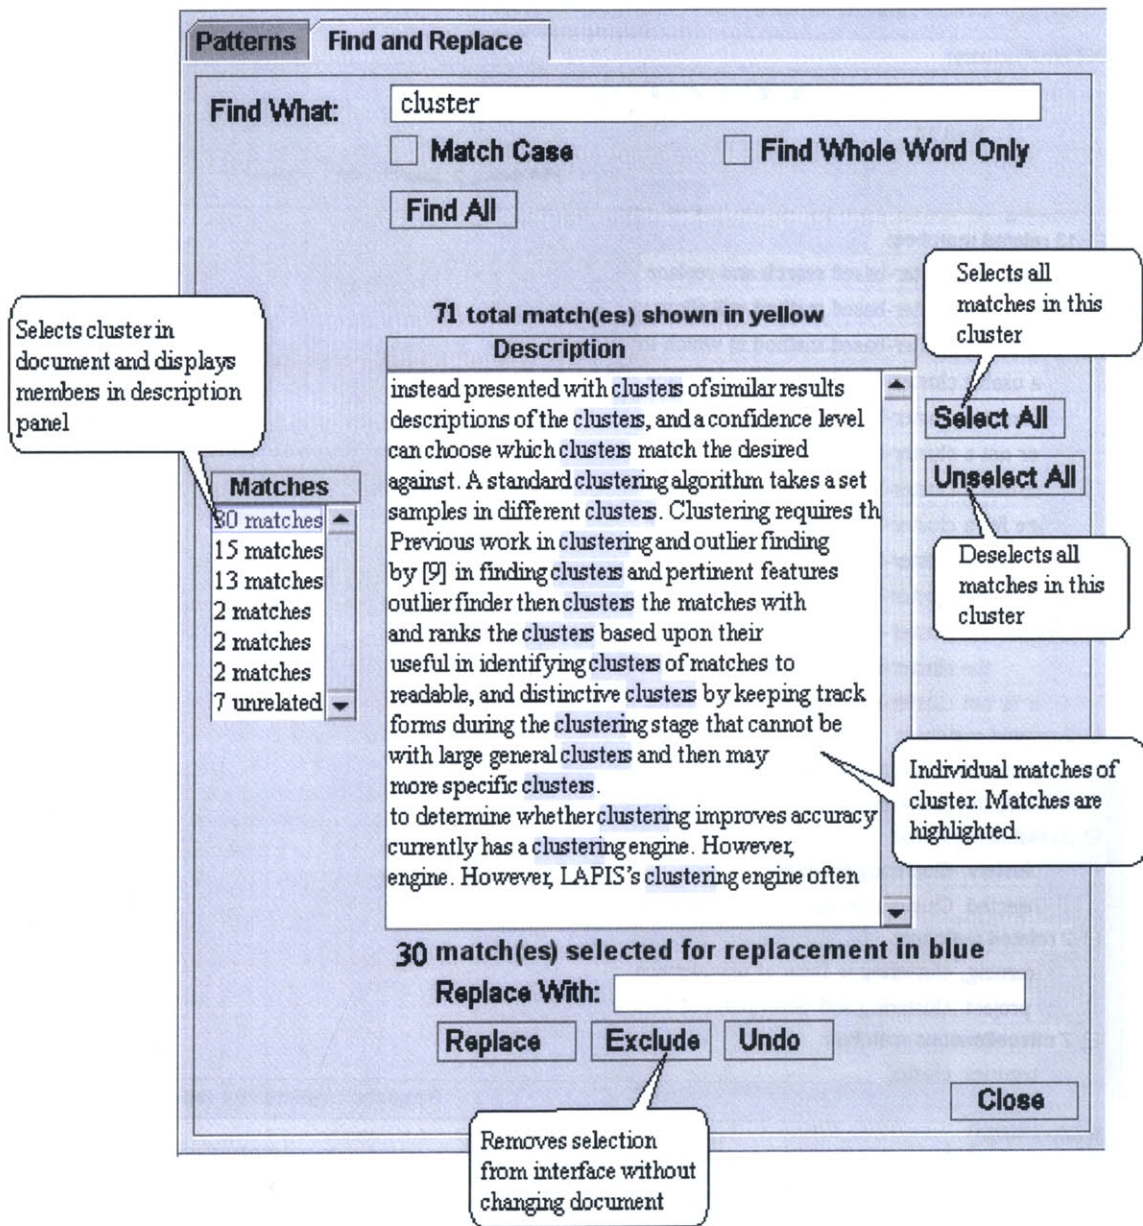 Patterns Find and Replace
Find What: cluster
Match Case Find Whole Word Only
Find All
Selects all
matches in this
cluster
71 total match(es) shown in yellow
Selects cluster in
document and displays
members in description
panel
Description
instead presented with clusters of similar results
descriptions of the clusters, and a confidence level
can choose which clusters match the desired
against. A standard clustering algorithm takes a set
samples in different clusters. Clustering requires th
Previous work in clustering and outlier finding
by [9] in finding clusters and pertinent features
outlier finder then clusters the matches with
and ranks the clusters based upon their
useful in identifying clusters of matches to
readable, and distinctive clusters by keeping track
forms during the clustering stage that cannot be
with large general clusters and then may
more specific clusters.
to determine whether clustering improves accuracy
currently has a clustering engine. However,
engine. However, LAPIS's clustering engine often
Select All
Unselect All
Deselects all
matches in this
cluster
Matches
30 matches
15 matches
13 matches
2 matches
2 matches
2 matches
7 unrelated
Individual matches of
cluster. Matches are
highlighted.
30 match(es) selected for replacement in blue
Replace With:
Replace Exclude Undo
Close
Removes selection
from interface without
changing document